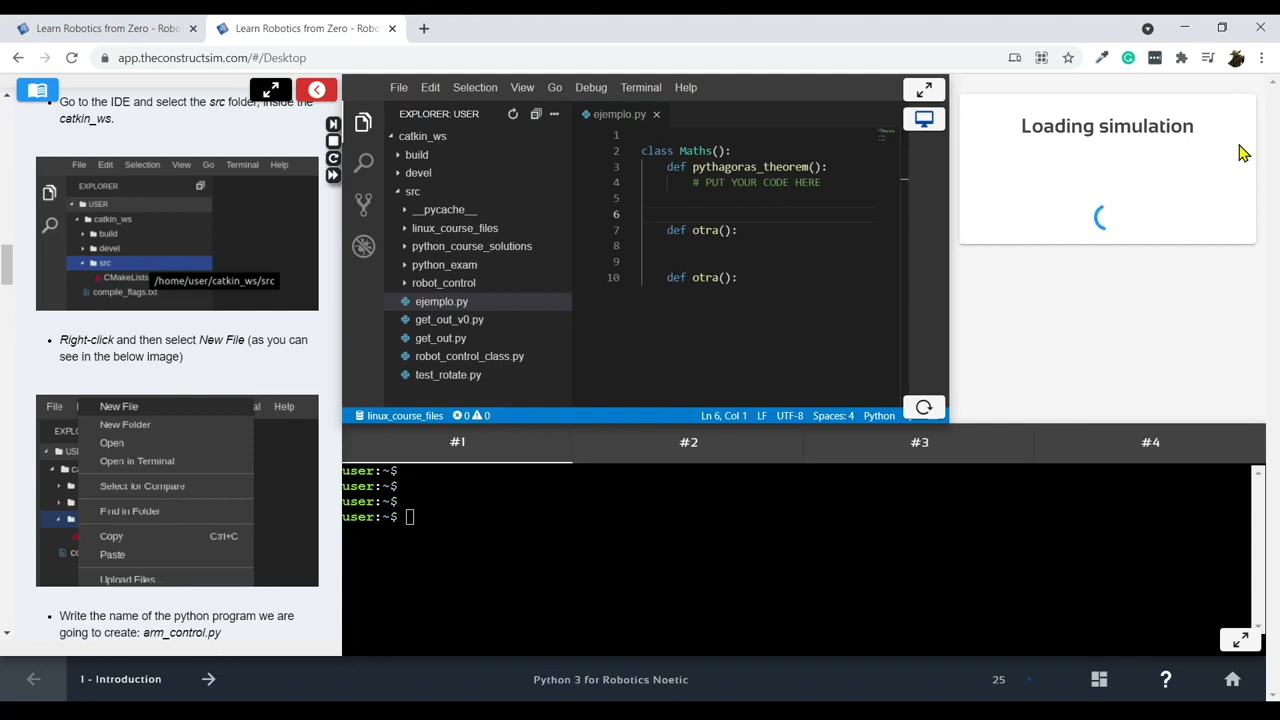 Learn Robotics from Zero - Robo
Learn Robotics from Zero - Robo
app.theconstructsim.com/#/Desktop
Go to the IDE and select the src folder, inside the
catkin_ws.
File Edit Selection View Go Terminal Help
EXPLORER
USER
catkin_ws
build
devel
src
CMakeLists
/home/user/catkin_ws/src
compile_flags.txt
Right-click and then select New File (as you can
see in the below image)
File
al Help
New File
New Folder
Open
Open in Terminal
Select for Compare
Find in Folder
Copy Ctrl+C
Paste
Upload Files...
Write the name of the python program we are
going to create: arm_control.py
File Edit Selection View Go Debug Terminal Help
EXPLORER: USER
catkin_ws
build
devel
src
__pycache__
linux_course_files
python_course_solutions
python_exam
robot_control
ejemplo.py
get_out_v0.py
get_out.py
robot_control_class.py
test_rotate.py
ejemplo.py
1
2 class Maths():
3 def pythagoras_theorem():
4 # PUT YOUR CODE HERE
5
6
7 def otra():
8
9
10 def otra():
linux_course_files 0 0 Ln 6, Col 1 LF UTF-8 Spaces: 4 Python
Loading simulation
#1 #2 #3 #4
user:~$
user:~$
user:~$
user:~$
1 - Introduction
Python 3 for Robotics Noetic
25
?